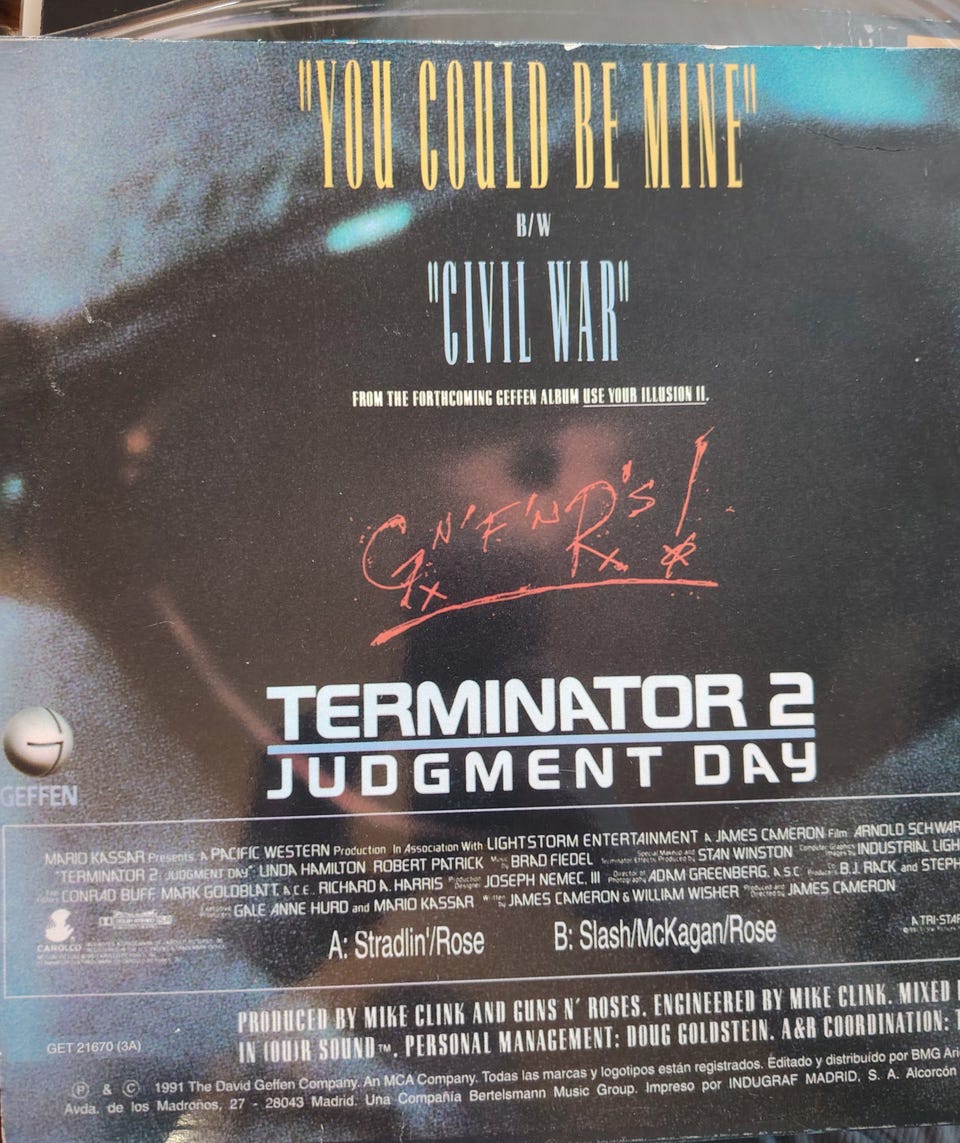 "YOU COULD BE MINE"
B/W
"CIVIL WAR"
FROM THE FORTHCOMING GEFFEN ALBUM USE YOUR ILLUSION II.
G N' F' N R's!
TERMINATOR 2
JUDGMENT DAY
GEFFEN
MARIO KASSAR Presents A PACIFIC WESTERN Production In Association With LIGHTSTORM ENTERTAINMENT A JAMES CAMERON Film ARNOLD SCHWAR
"TERMINATOR 2: JUDGMENT DAY" LINDA HAMILTON ROBERT PATRICK Music by BRAD FIEDEL Special Makeup and Terminator Effects Produced by STAN WINSTON Computer Graphics Images by INDUSTRIAL LIGH
CONRAD BUFF, MARK GOLDBLATT, A.C.E. RICHARD A. HARRIS Production Designer JOSEPH NEMEC, III Director of Photography ADAM GREENBERG, A.S.C. Producers B.J. RACK and STEPH
Executive Producers GALE ANNE HURD and MARIO KASSAR Written by JAMES CAMERON & WILLIAM WISHER Produced and Directed by JAMES CAMERON
CAROLCO
A TRI-STAR
A: Stradlin'/Rose B: Slash/McKagan/Rose
PRODUCED BY MIKE CLINK AND GUNS N' ROSES. ENGINEERED BY MIKE CLINK. MIXED
IN (OU)R SOUND™. PERSONAL MANAGEMENT: DOUG GOLDSTEIN. A&R COORDINATION:
GET 21670 (3A)
Ⓟ & © 1991 The David Geffen Company. An MCA Company. Todas las marcas y logotipos están registrados. Editado y distribuído por BMG Ari
Avda. de los Madroños, 27 - 28043 Madrid. Una Compañía Bertelsmann Music Group. Impreso por INDUGRAF MADRID, S. A. Alcorcón